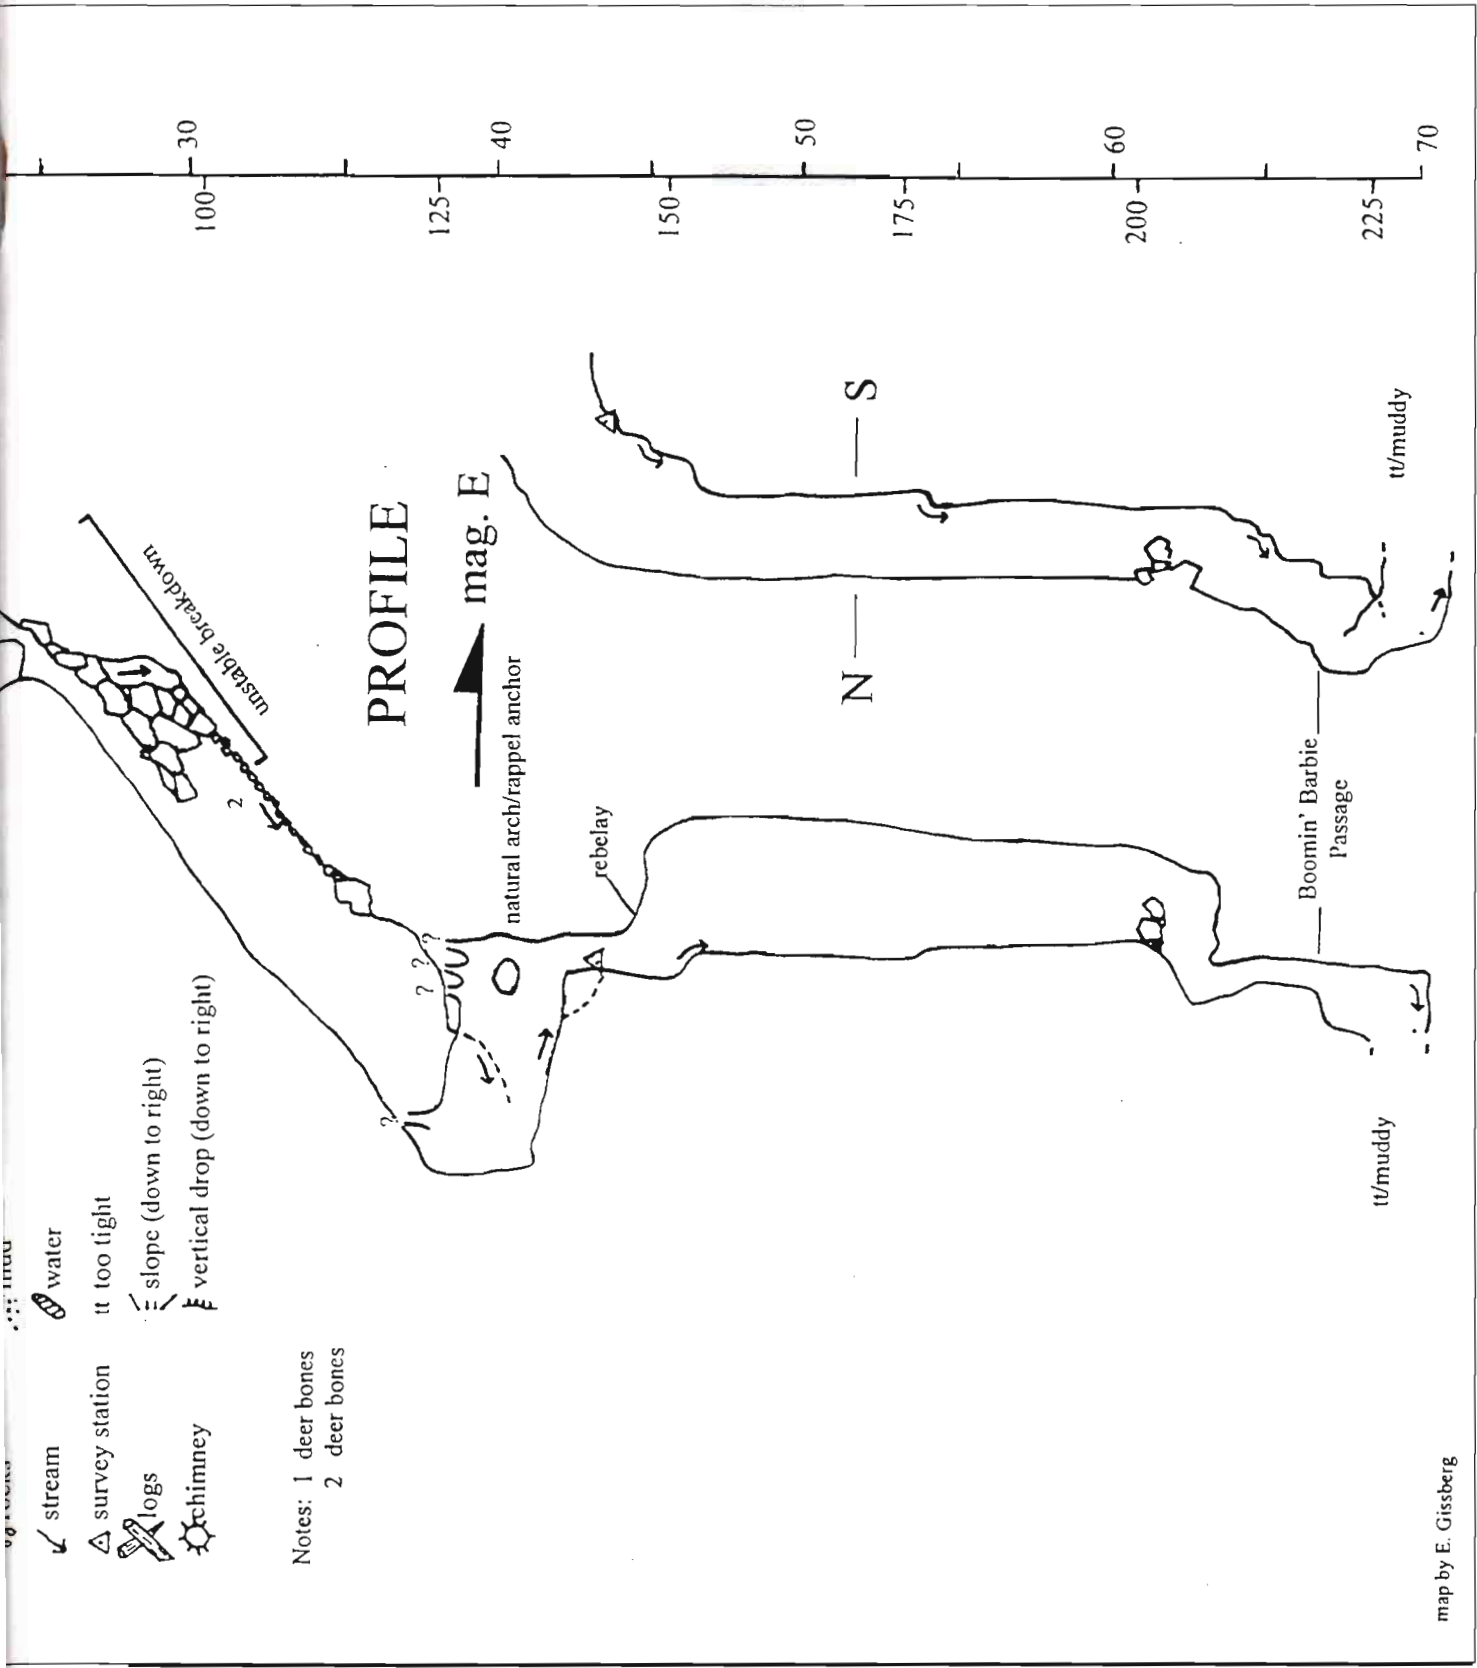 30
40
50
60
70
100
125
150
175
200
225
unstable breakdown
2
PROFILE
mag. E
natural arch/rappel anchor
rebelay
N
S
Boomin' Barbie
Passage
tt/muddy
tt/muddy
?
?
?
?
water
tt too tight
slope (down to right)
vertical drop (down to right)
stream
survey station
logs
chimney
Notes: 1 deer bones
2 deer bones
map by E. Gissberg